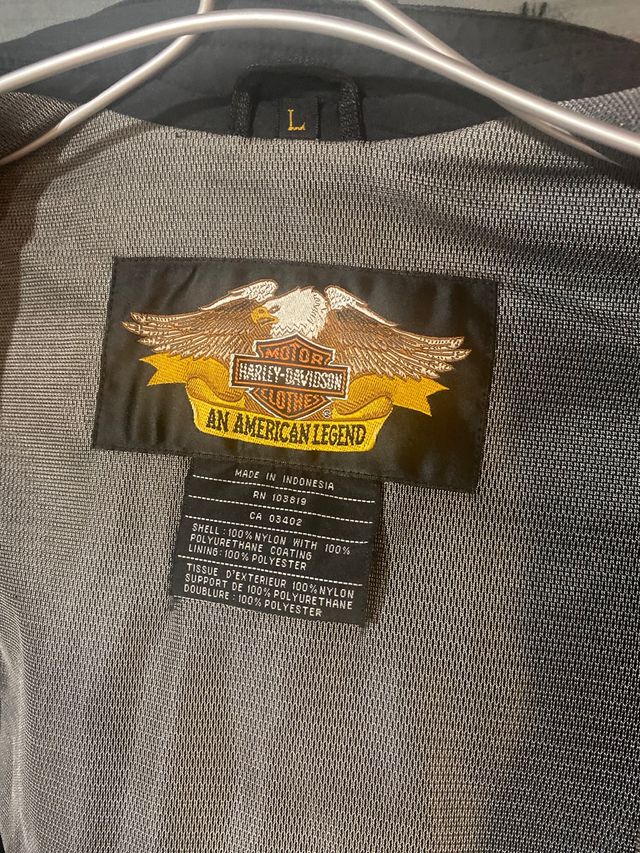 L
MOTOR
HARLEY-DAVIDSON
CLOTHES
®
AN AMERICAN LEGEND
MADE IN INDONESIA
RN 103819
CA 03402
SHELL: 100% NYLON WITH 100%
POLYURETHANE COATING
LINING: 100% POLYESTER
TISSUE D'EXTERIEUR 100% NYLON
SUPPORT DE 100% POLYURETHANE
DOUBLURE: 100% POLYESTER